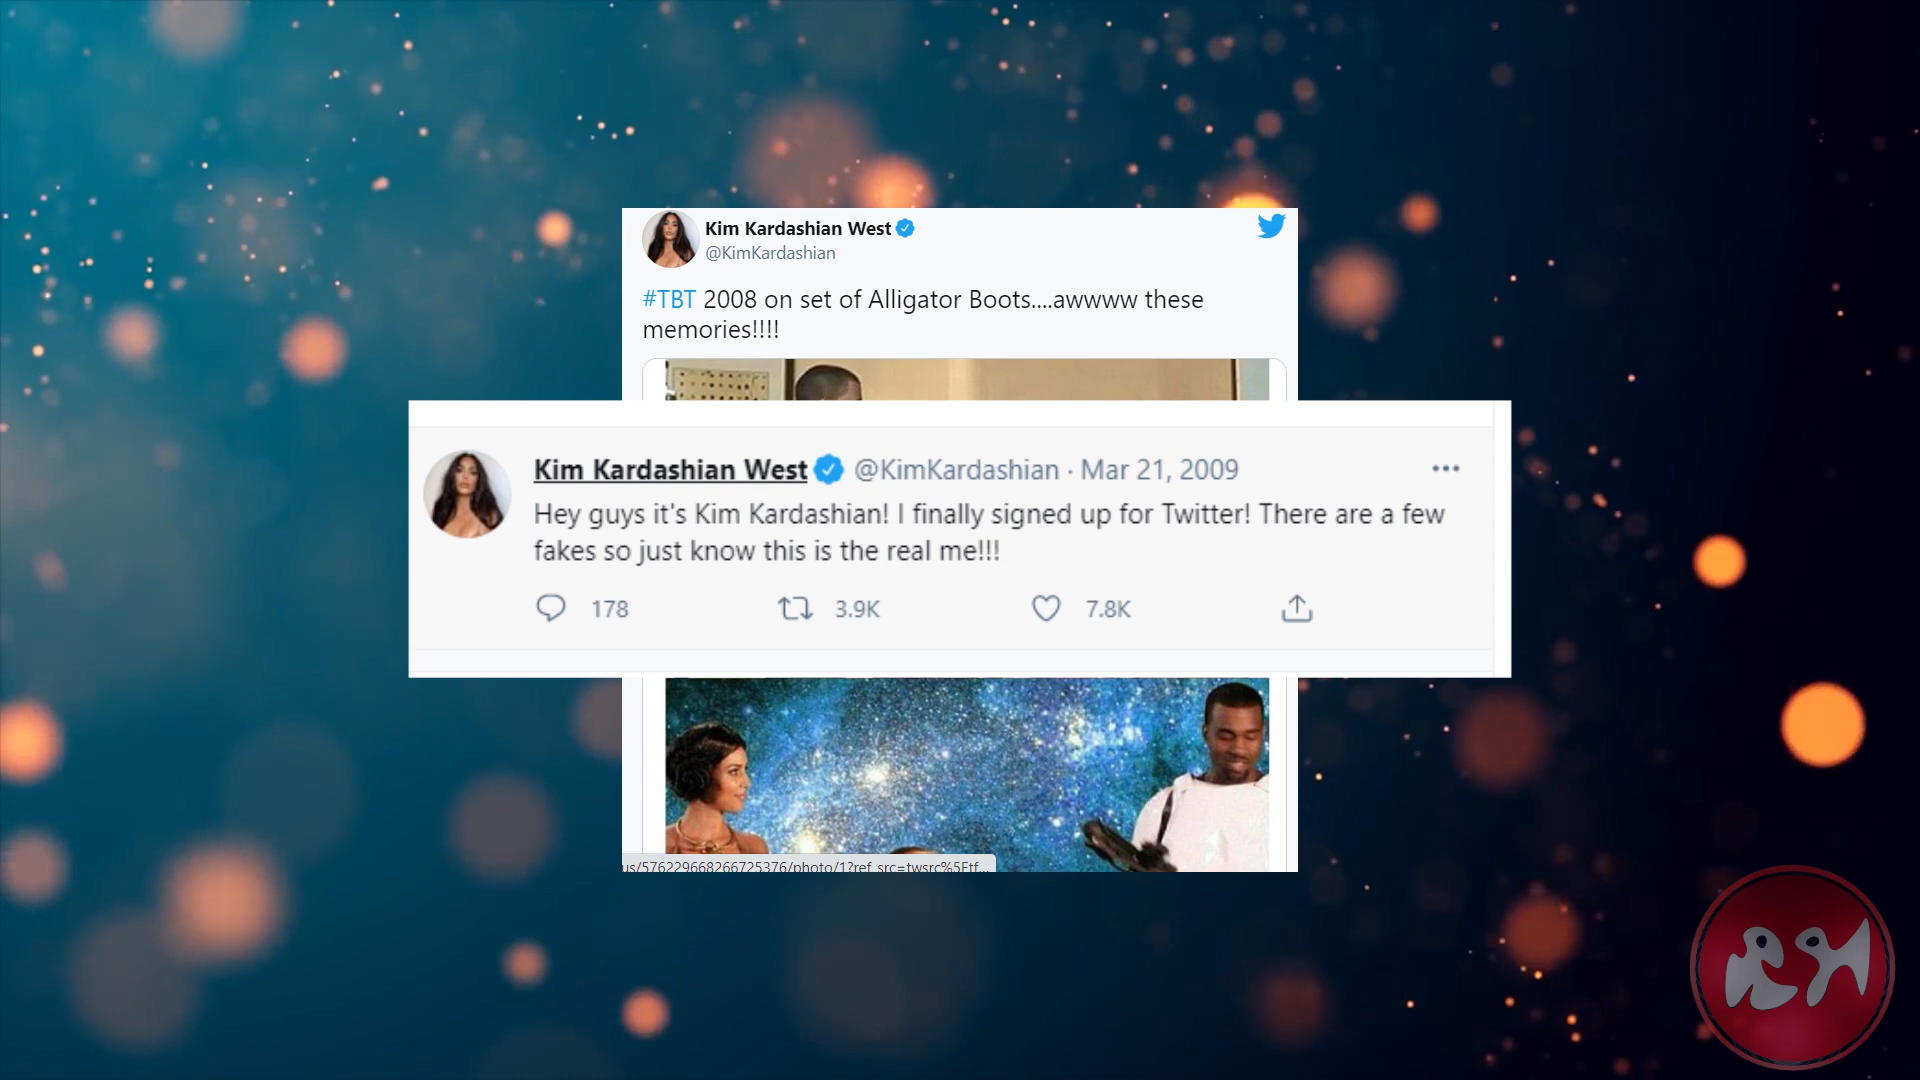 Kim Kardashian West
@KimKardashian
#TBT 2008 on set of Alligator Boots....awwww these
memories!!!!
Kim Kardashian West @KimKardashian · Mar 21, 2009
Hey guys it's Kim Kardashian! I finally signed up for Twitter! There are a few
fakes so just know this is the real me!!!
178 3.9K 7.8K
us/576229668266725376/photo/1?ref_src=twsrc%5Etf...
RH